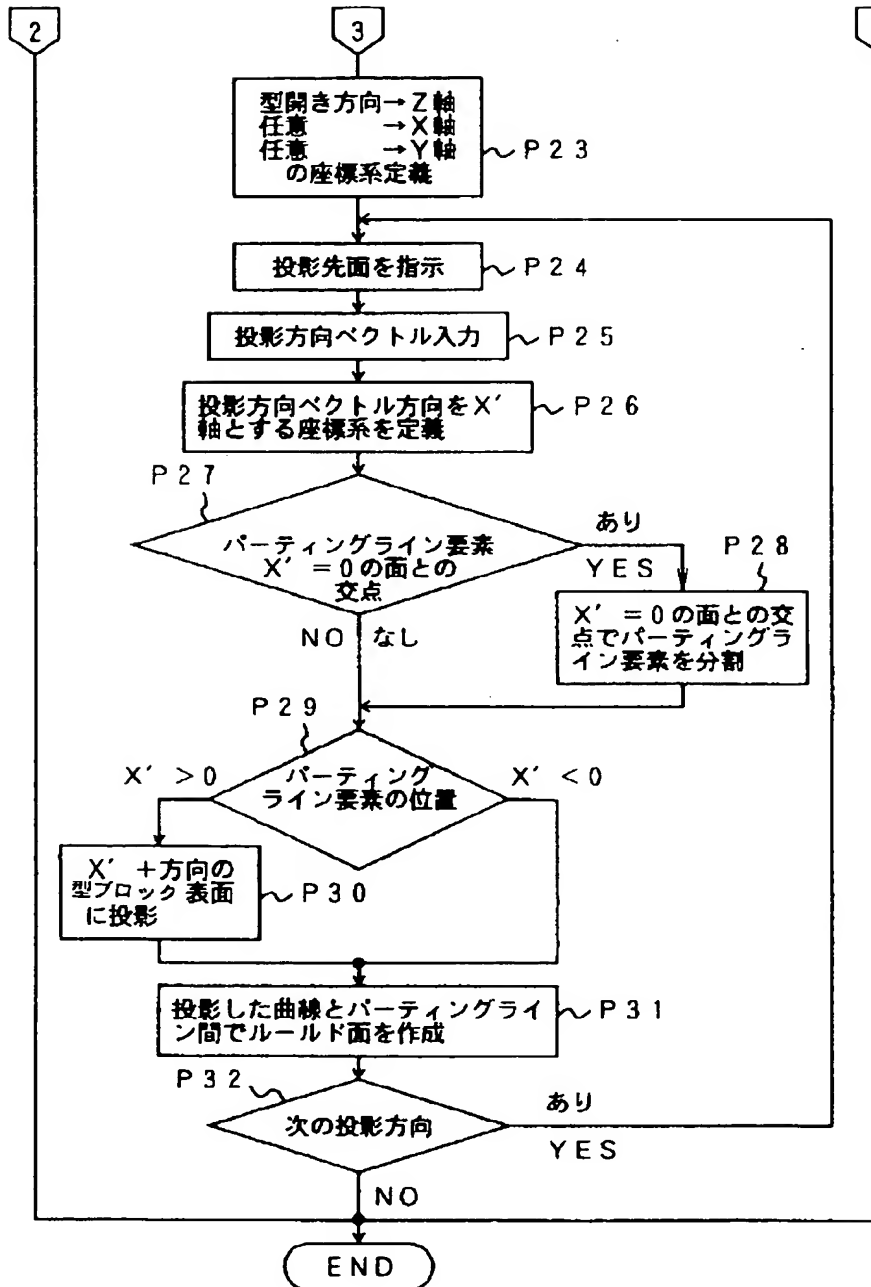 2
3
型開き方向→Z軸
任意 →X軸
任意 →Y軸
の座標系定義
P23
投影先面を指示
P24
投影方向ベクトル入力
P25
投影方向ベクトル方向をX′
軸とする座標系を定義
P26
P27
パーティングライン要素
X′=0の面との
交点
あり
YES
P28
X′=0の面との交
点でパーティングラ
イン要素を分割
NO なし
P29
X′>0
パーティング
ライン要素の位置
X′<0
X′+方向の
型ブロック表面
に投影
P30
投影した曲線とパーティングライ
ン間でルールド面を作成
P31
P32
次の投影方向
あり
YES
NO
END